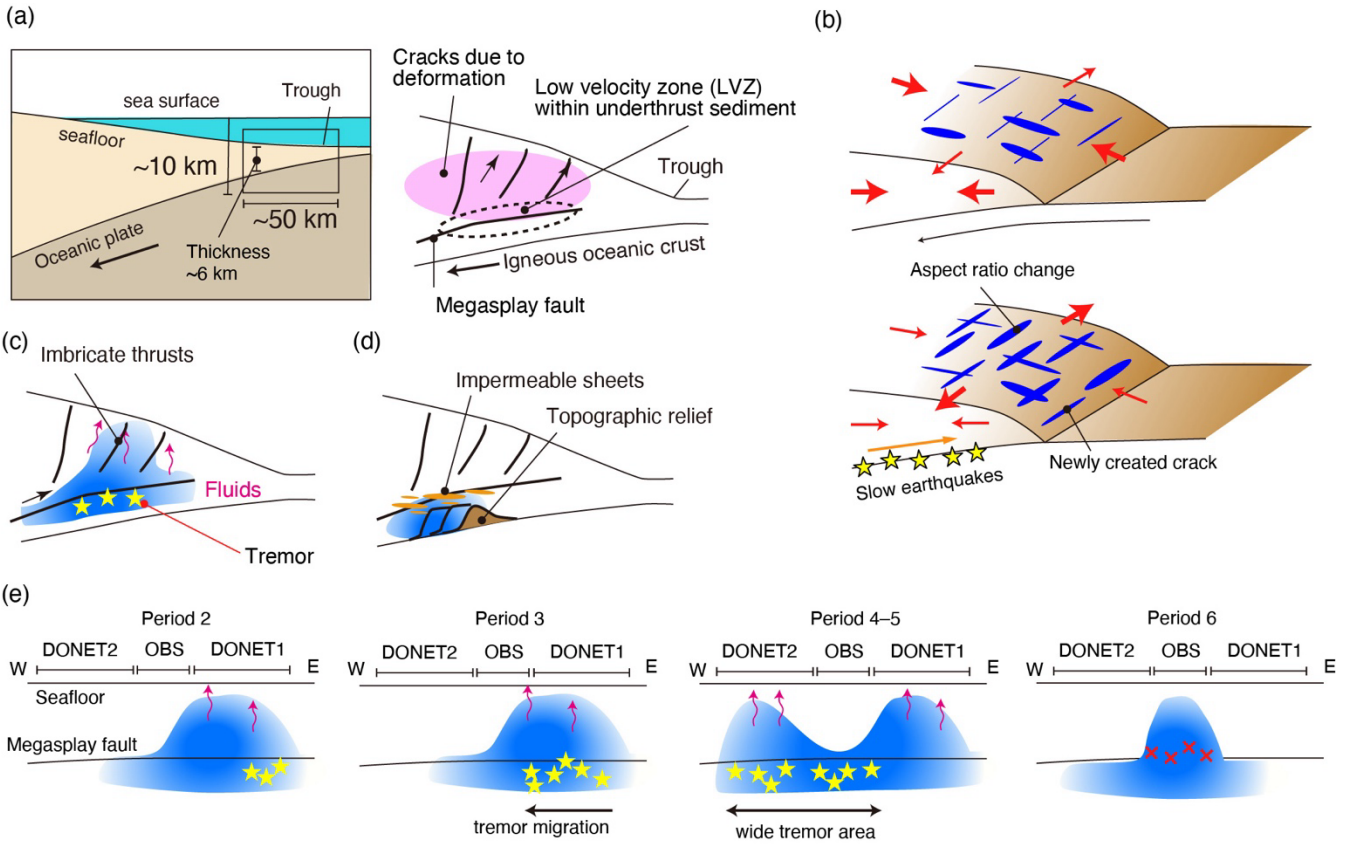 (a)
sea surface
Trough
seafloor
~10 km
~50 km
Oceanic plate
Thickness
~6 km
Cracks due to
deformation
Low velocity zone (LVZ)
within underthrust sediment
Trough
Igneous oceanic crust
Megasplay fault
(b)
Aspect ratio change
Newly created crack
Slow earthquakes
(c)
Imbricate thrusts
Fluids
Tremor
(d)
Impermeable sheets
Topographic relief
(e)
Period 2
W DONET2 OBS DONET1 E
Seafloor
Megasplay fault
Period 3
W DONET2 OBS DONET1 E
tremor migration
Period 4–5
W DONET2 OBS DONET1 E
wide tremor area
Period 6
W DONET2 OBS DONET1 E